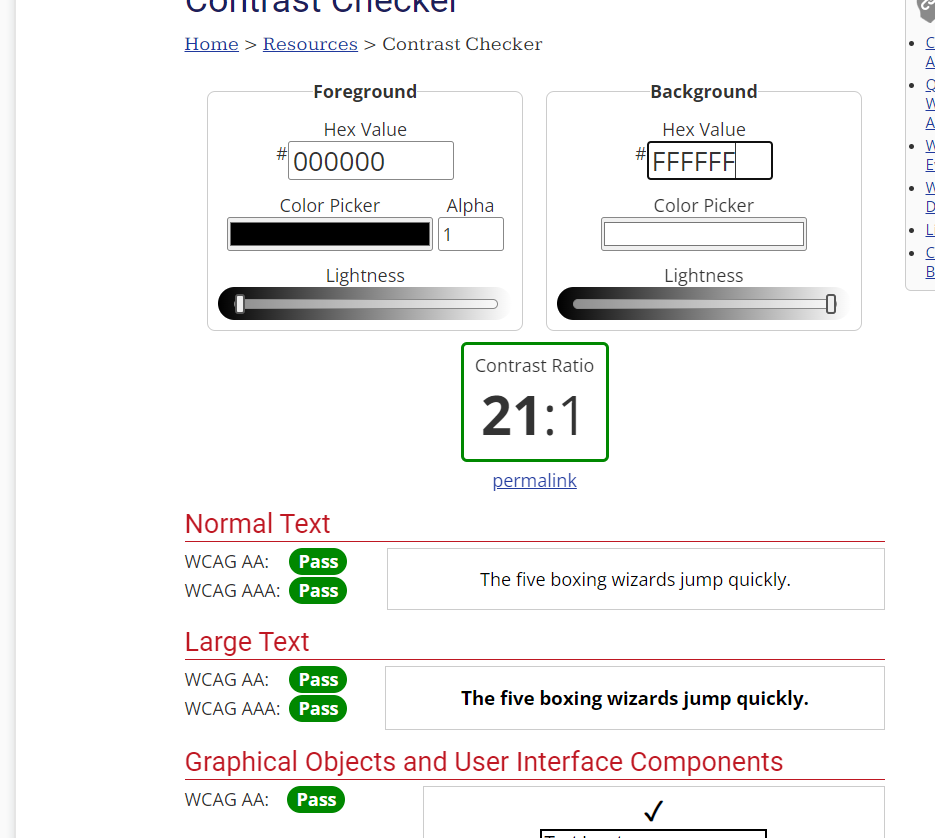 Contrast Checker
Home > Resources > Contrast Checker
Foreground
Hex Value
# 000000
Color Picker Alpha
1
Lightness
Background
Hex Value
# FFFFFF
Color Picker
Lightness
Contrast Ratio
21:1
permalink
Normal Text
WCAG AA: Pass
WCAG AAA: Pass
The five boxing wizards jump quickly.
Large Text
WCAG AA: Pass
WCAG AAA: Pass
The five boxing wizards jump quickly.
Graphical Objects and User Interface Components
WCAG AA: Pass
✓